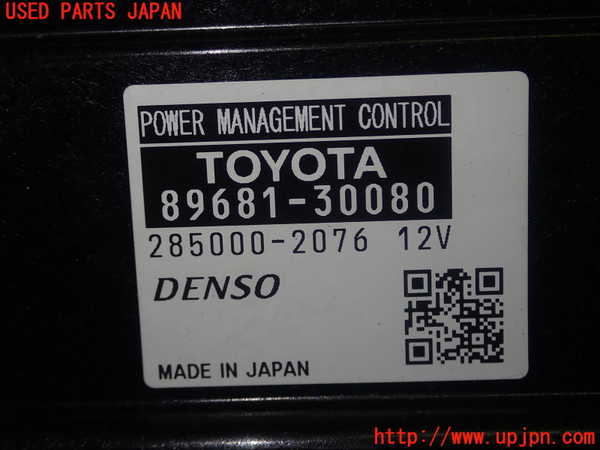 USED PARTS JAPAN
POWER MANAGEMENT CONTROL
TOYOTA
89681-30080
285000-2076 12V
DENSO
MADE IN JAPAN
http://www.upjpn.com/